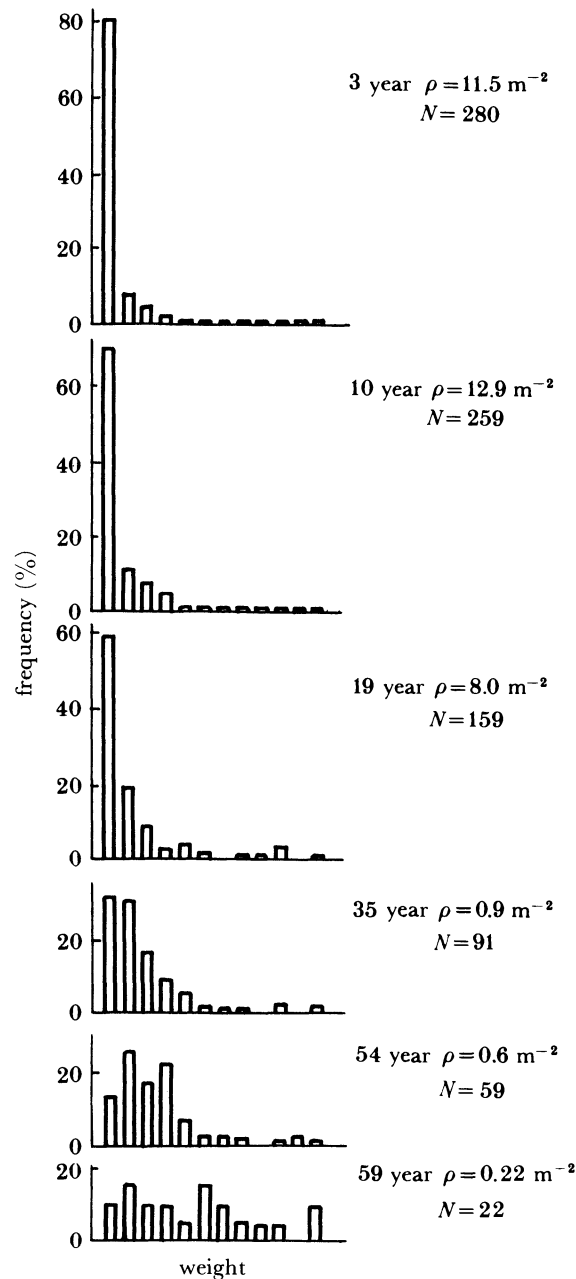 80
60
40
20
0
3 year ρ=11.5 m⁻²
N= 280
60
40
20
0
10 year ρ=12.9 m⁻²
N= 259
60
40
20
0
19 year ρ=8.0 m⁻²
N=159
20
0
35 year ρ=0.9 m⁻²
N=91
20
0
54 year ρ=0.6 m⁻²
N=59
20
0
59 year ρ=0.22 m⁻²
N=22
frequency (%)
weight